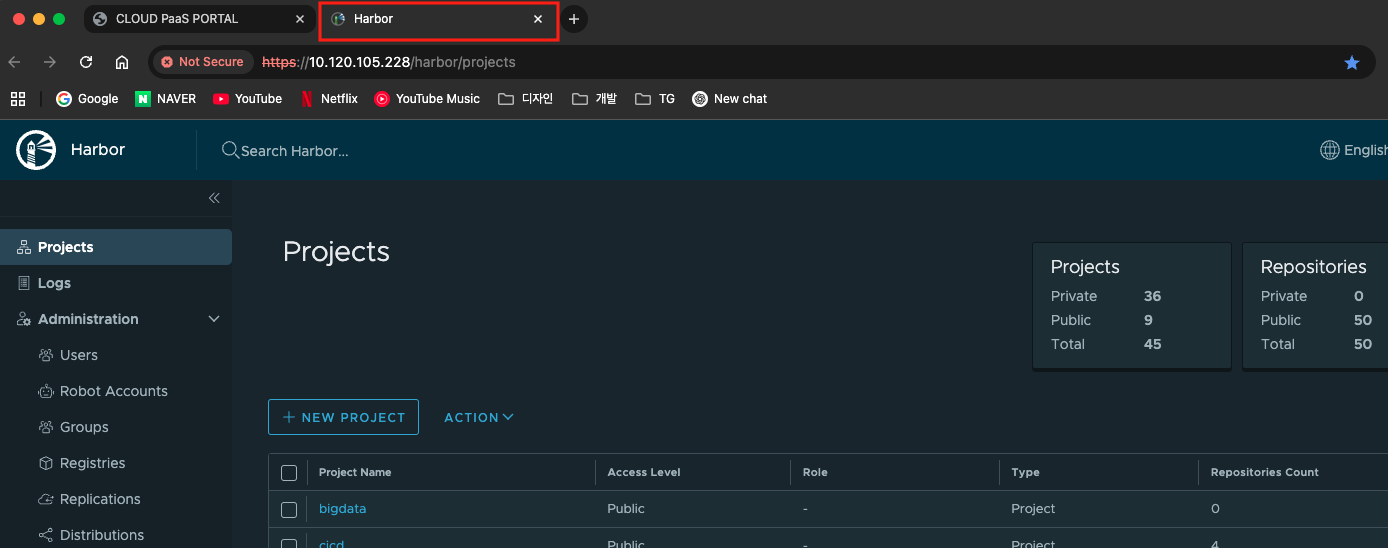 CLOUD PaaS PORTAL
Harbor
Not Secure https://10.120.105.228/harbor/projects
Google NAVER YouTube Netflix YouTube Music 디자인 개발 TG New chat
Harbor Search Harbor... English
Projects
Logs
Administration
Users
Robot Accounts
Groups
Registries
Replications
Distributions
Projects
Projects
Private 36
Public 9
Total 45
Repositories
Private 0
Public 50
Total 50
NEW PROJECT ACTION
Project Name Access Level Role Type Repositories Count
bigdata Public - Project 0
cicd Public - Project 4